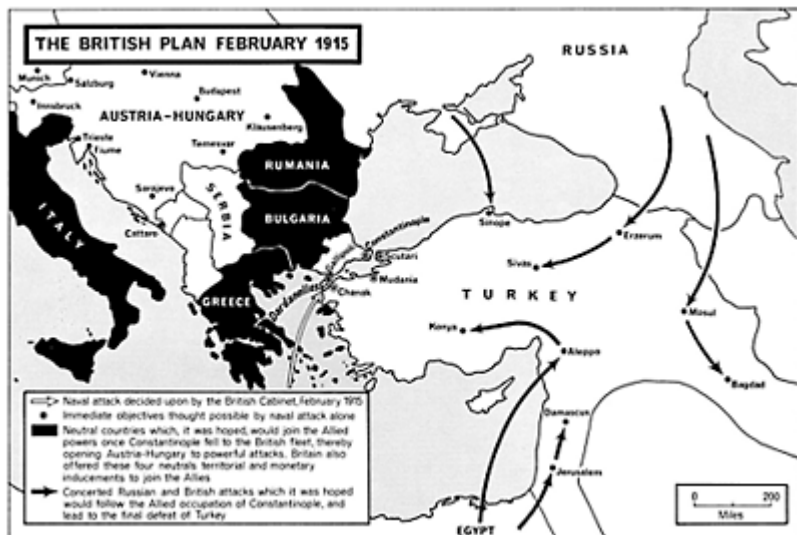 THE BRITISH PLAN FEBRUARY 1915
RUSSIA
Munich
Salzburg
Vienna
Innsbruck
Budapest
AUSTRIA-HUNGARY
Klausenberg
Trieste
Fiume
Temesvar
RUMANIA
Sarajevo
SERBIA
BULGARIA
ITALY
Cattaro
Constantinople
Sinope
Gallipoli
Scutari
Erzerum
Sivas
Mudania
GREECE
Dardanelles
Chanak
TURKEY
Mosul
Konya
Aleppo
Bagdad
Damascus
Jerusalem
EGYPT
Naval attack decided upon by the British Cabinet, February 1915
Immediate objectives thought possible by naval attack alone
Neutral countries which, it was hoped, would join the Allied
powers once Constantinople fell to the British fleet, thereby
opening Austria-Hungary to powerful attacks. Britain also
offered these four neutrals territorial and monetary
inducements to join the Allies
Concerted Russian and British attacks which it was hoped
would follow the Allied occupation of Constantinople, and
lead to the final defeat of Turkey
0 200
Miles